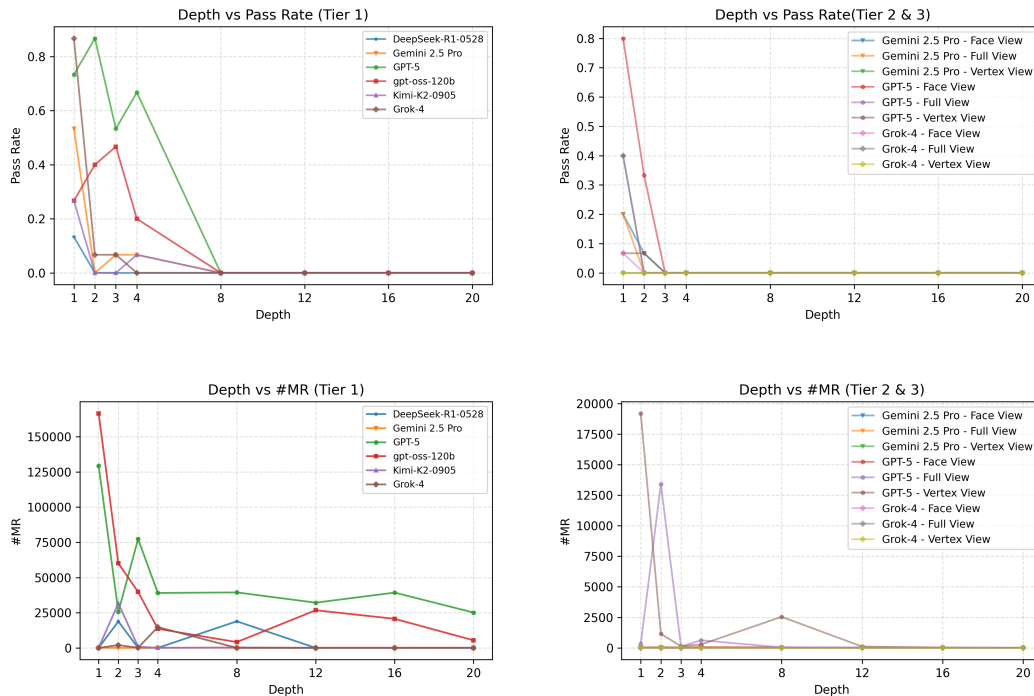 Depth vs Pass Rate (Tier 1)
Pass Rate
0.8
0.6
0.4
0.2
0.0
1 2 3 4 8 12 16 20
Depth
DeepSeek-R1-0528
Gemini 2.5 Pro
GPT-5
gpt-oss-120b
Kimi-K2-0905
Grok-4
Depth vs Pass Rate(Tier 2 & 3)
Pass Rate
0.8
0.7
0.6
0.5
0.4
0.3
0.2
0.1
0.0
1 2 3 4 8 12 16 20
Depth
Gemini 2.5 Pro - Face View
Gemini 2.5 Pro - Full View
Gemini 2.5 Pro - Vertex View
GPT-5 - Face View
GPT-5 - Full View
GPT-5 - Vertex View
Grok-4 - Face View
Grok-4 - Full View
Grok-4 - Vertex View
Depth vs #MR (Tier 1)
#MR
150000
125000
100000
75000
50000
25000
0
1 2 3 4 8 12 16 20
Depth
DeepSeek-R1-0528
Gemini 2.5 Pro
GPT-5
gpt-oss-120b
Kimi-K2-0905
Grok-4
Depth vs #MR (Tier 2 & 3)
#MR
20000
17500
15000
12500
10000
7500
5000
2500
0
1 2 3 4 8 12 16 20
Depth
Gemini 2.5 Pro - Face View
Gemini 2.5 Pro - Full View
Gemini 2.5 Pro - Vertex View
GPT-5 - Face View
GPT-5 - Full View
GPT-5 - Vertex View
Grok-4 - Face View
Grok-4 - Full View
Grok-4 - Vertex View